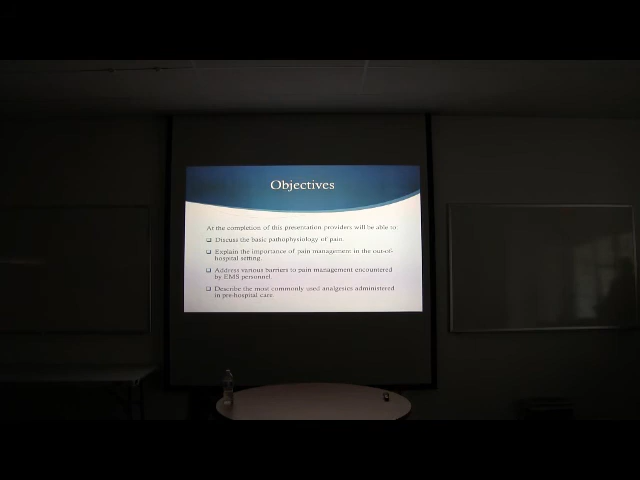 Objectives
At the completion of this presentation providers will be able to
❑ Discuss the basic pathophysiology of pain.
❑ Explain the importance of pain management in the out-of-
hospital setting.
❑ Address various barriers to pain management encountered
by EMS personnel.
❑ Describe the most commonly used analgesics administered
in pre-hospital care.